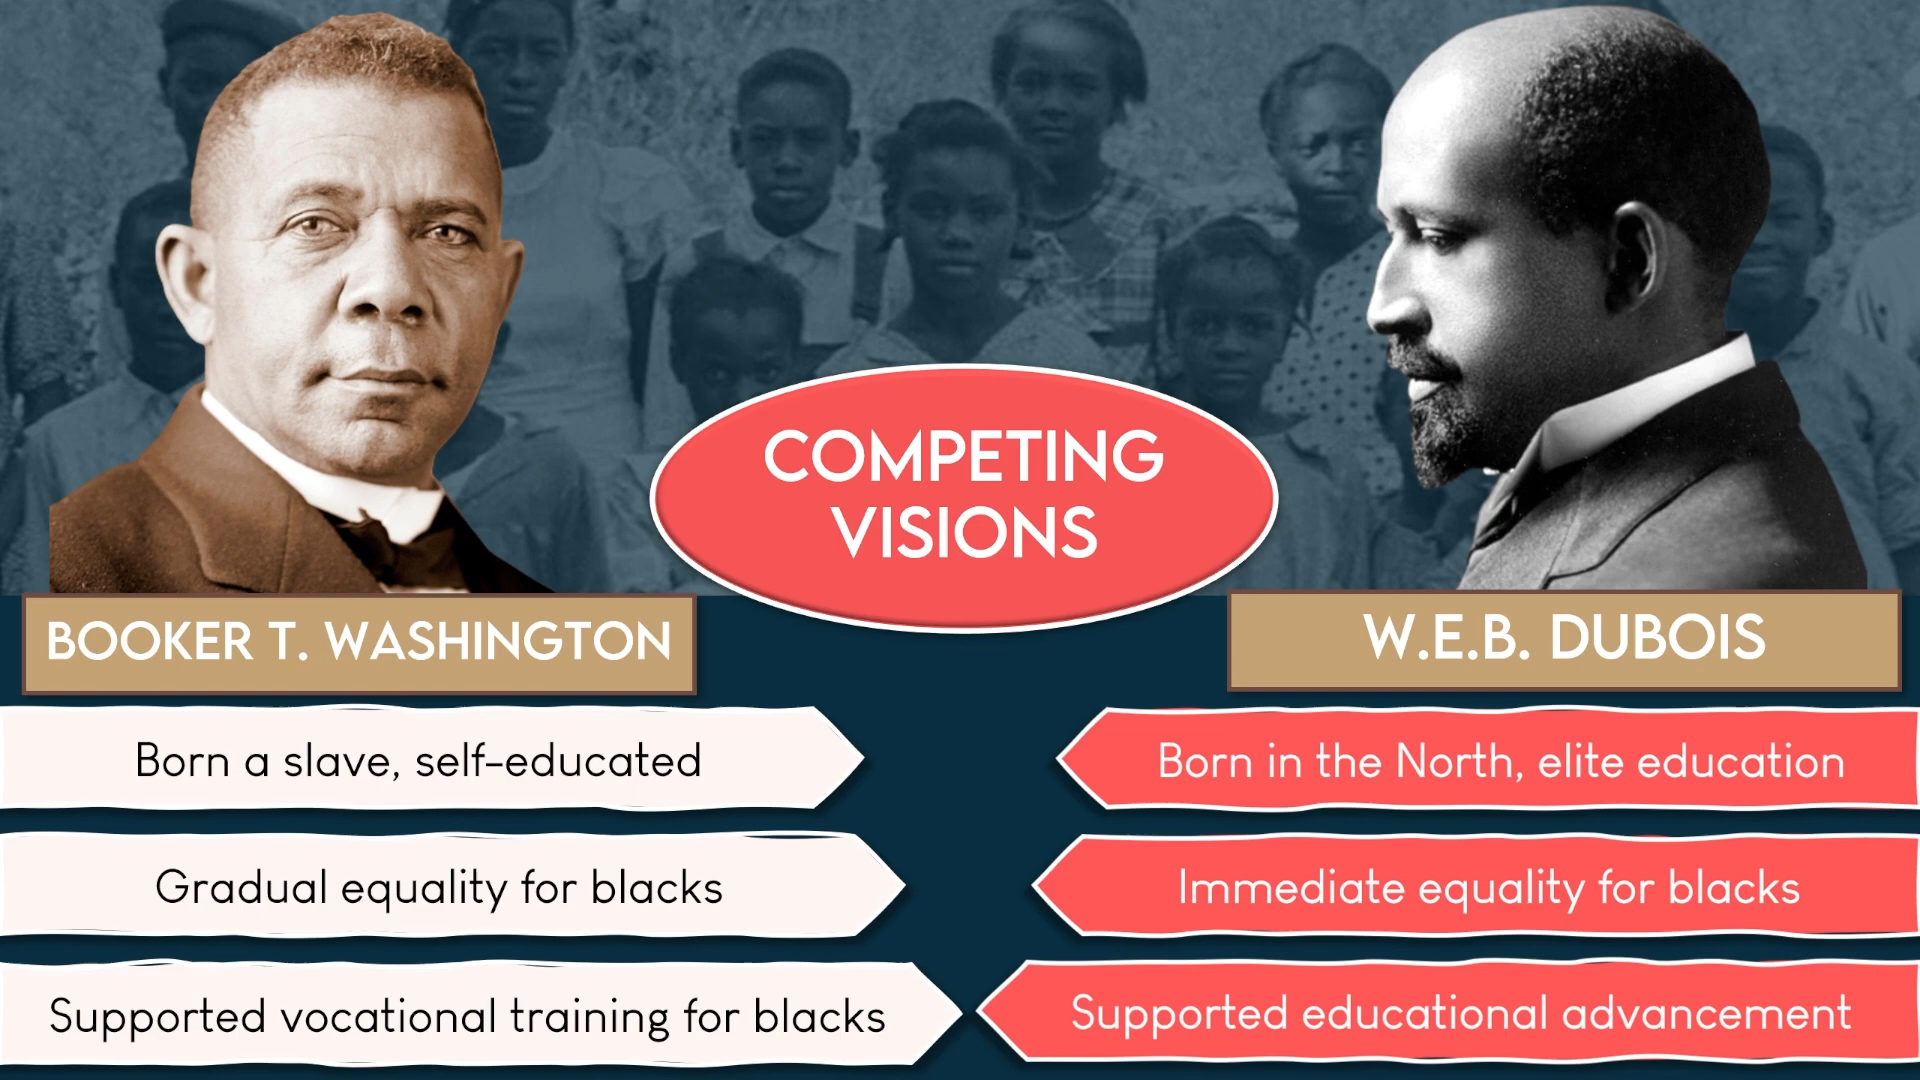 COMPETING
VISIONS
BOOKER T. WASHINGTON
W.E.B. DUBOIS
Born a slave, self-educated
Born in the North, elite education
Gradual equality for blacks
Immediate equality for blacks
Supported vocational training for blacks
Supported educational advancement